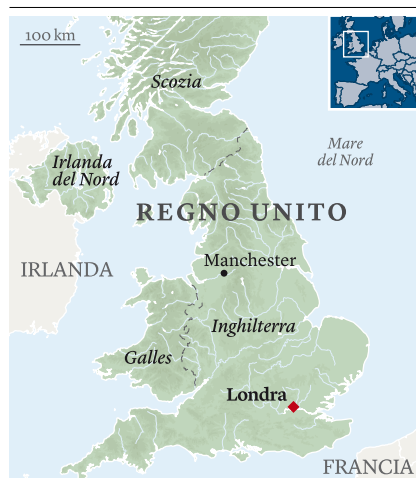 100 km
Scozia
Mare
del Nord
Irlanda
del Nord
REGNO UNITO
Manchester
IRLANDA
Inghilterra
Galles
Londra
FRANCIA